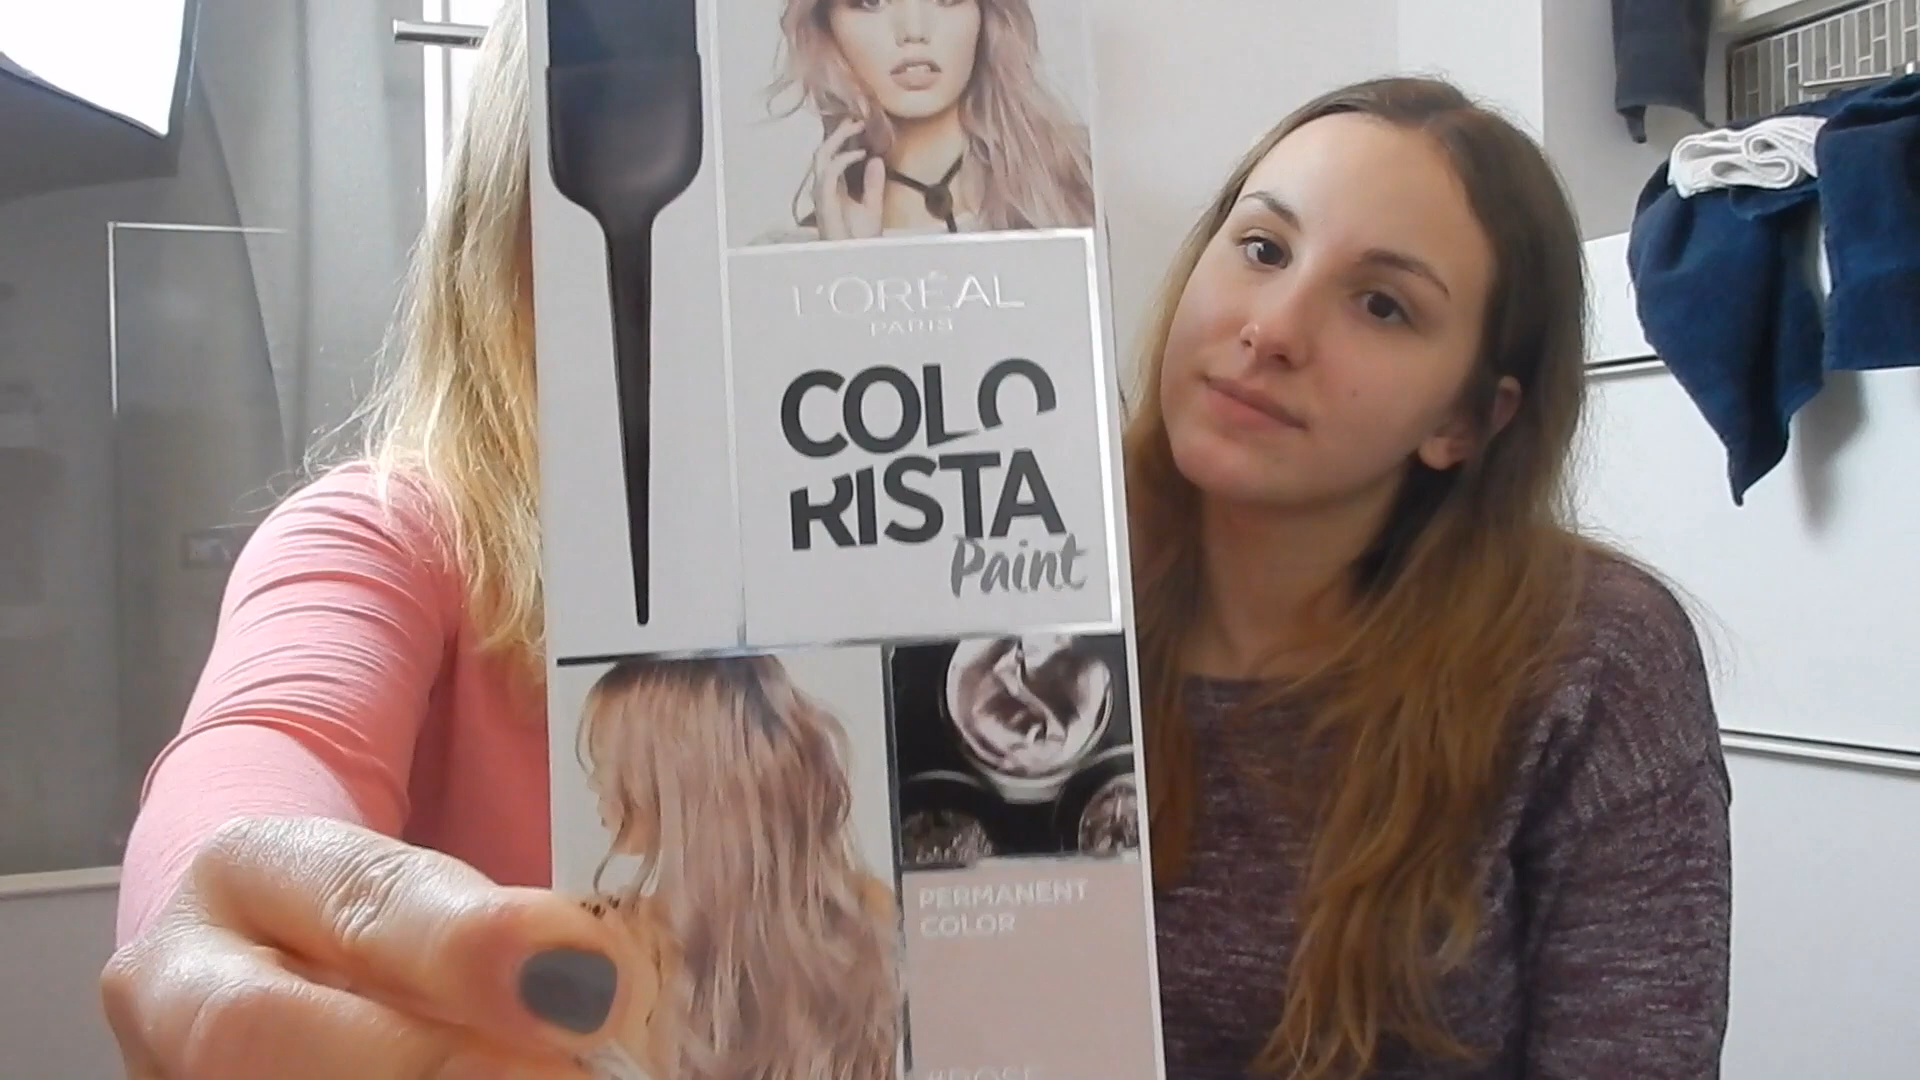 L'ORÉAL
PARIS
COLO
RISTA
Paint
PERMANENT
COLOR